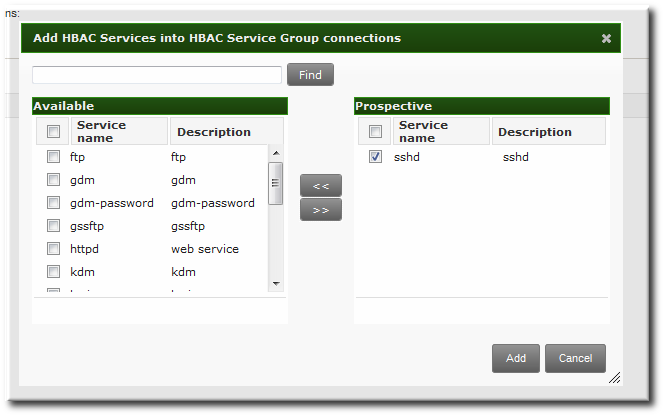 ns:
Add HBAC Services into HBAC Service Group connections
Find
Available
Service name Description
ftp ftp
gdm gdm
gdm-password gdm-password
gssftp gssftp
httpd web service
kdm kdm
<<
>>
Prospective
Service name Description
sshd sshd
Add Cancel